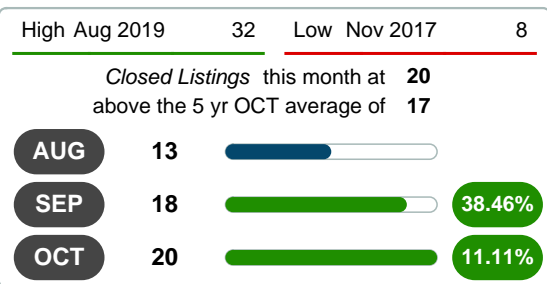 High Aug 2019 32 Low Nov 2017 8
Closed Listings this month at 20
above the 5 yr OCT average of 17
AUG 13
SEP 18 38.46%
OCT 20 11.11%